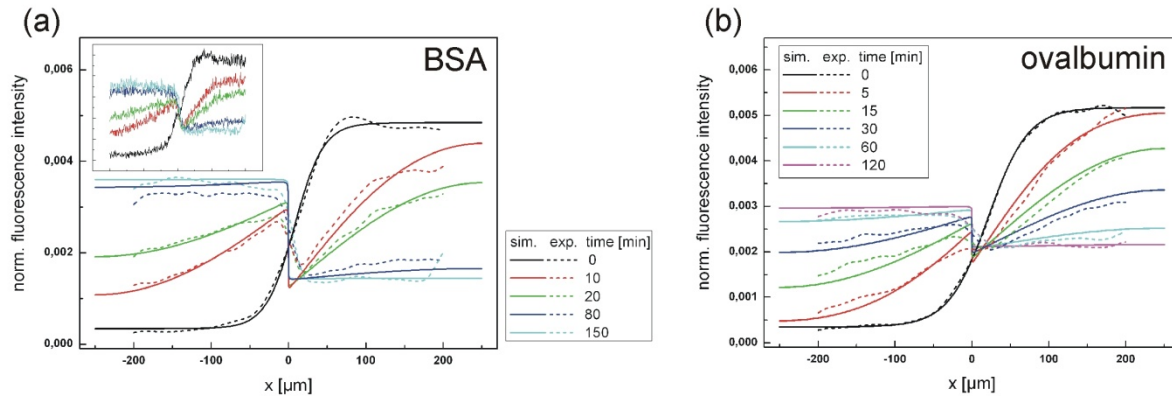 (a)
BSA
norm. fluorescence intensity
0,006
0,004
0,002
0,000
-200 -100 0 100 200
x [µm]
sim. exp. time [min]
0
10
20
80
150
(b)
ovalbumin
norm. fluorescence intensity
0,006
0,005
0,004
0,003
0,002
0,001
0,000
-200 -100 0 100 200
x [µm]
sim. exp. time [min]
0
5
15
30
60
120